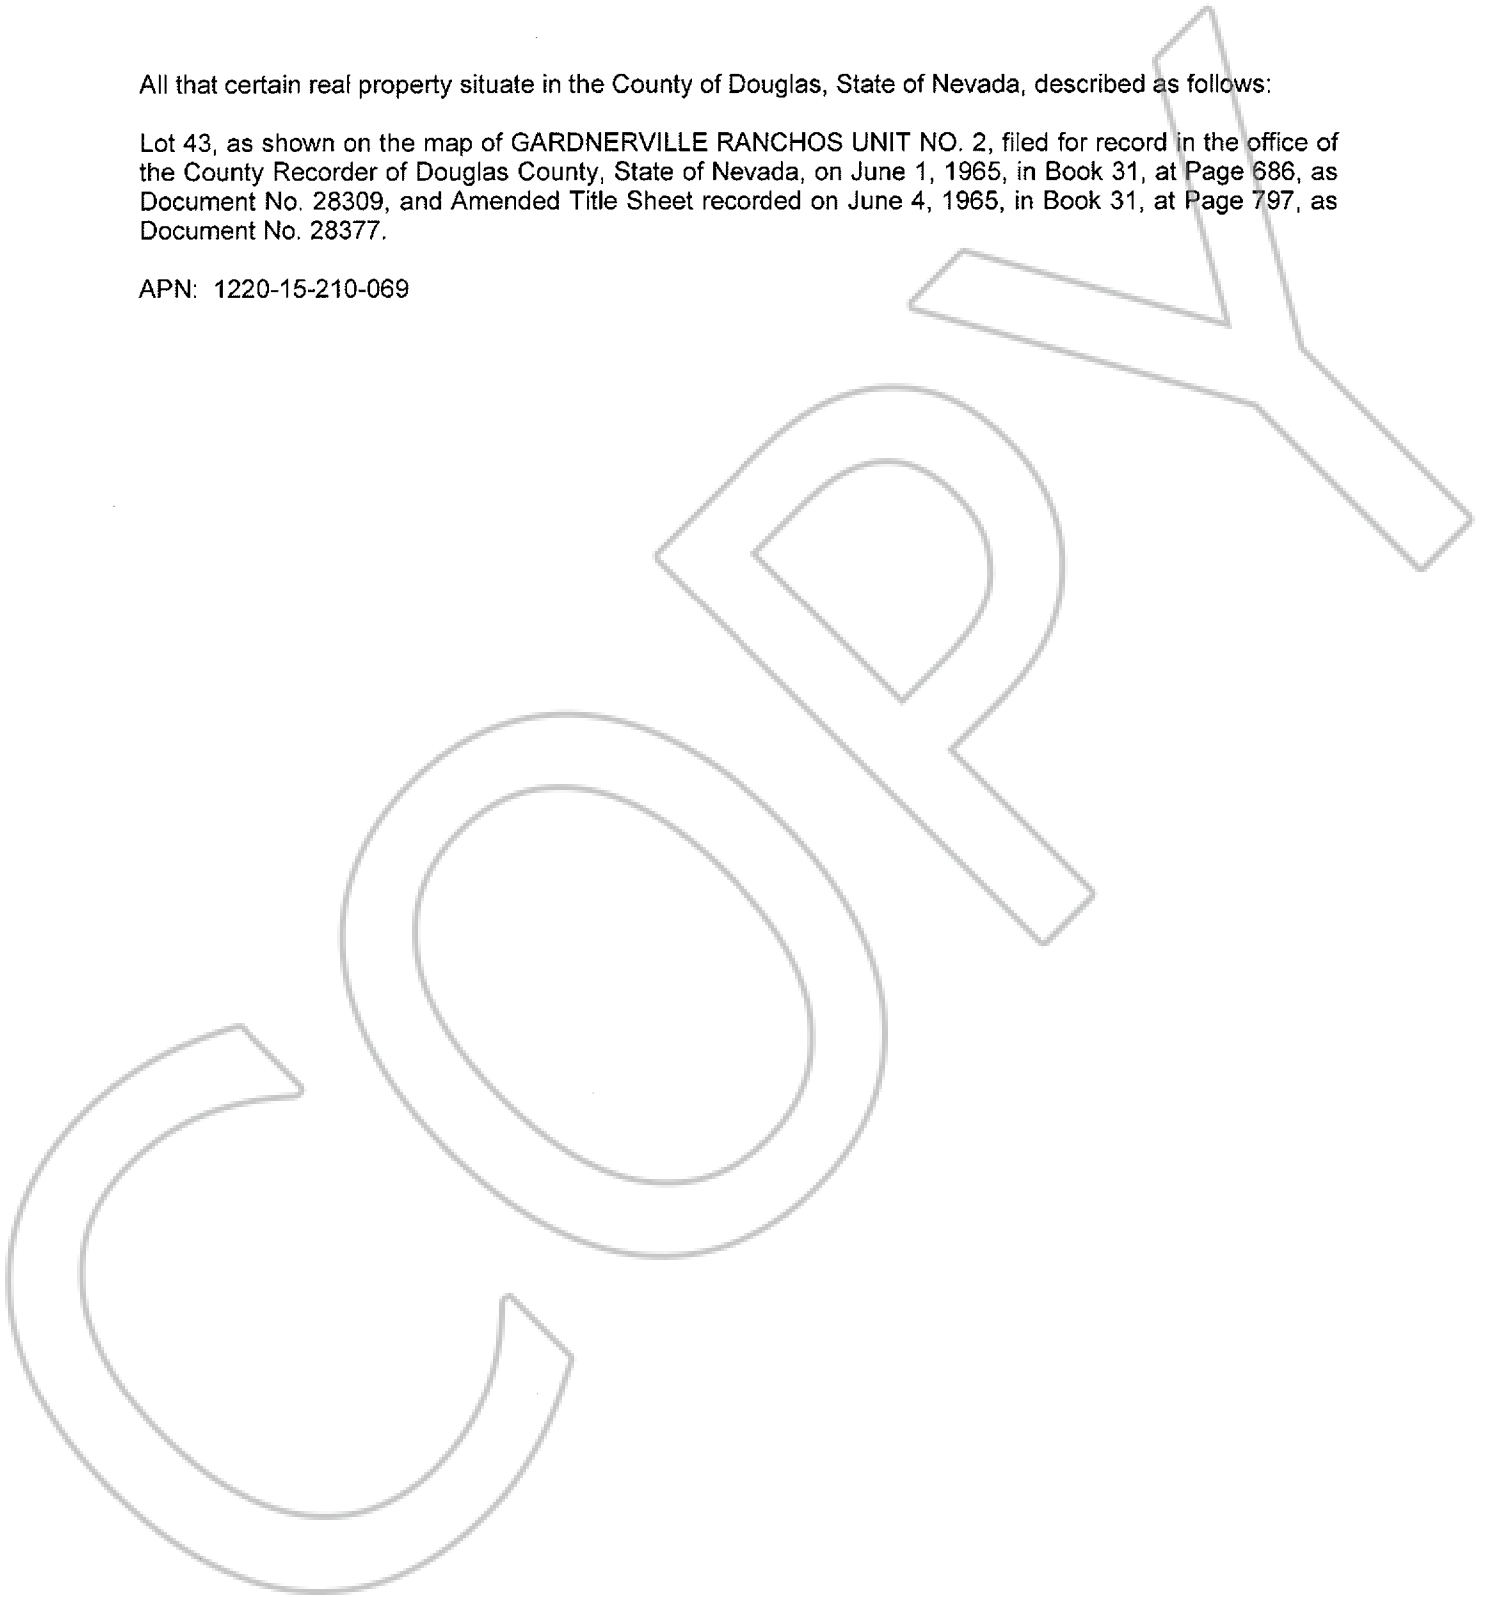 All that certain real property situate in the County of Douglas, State of Nevada, described as follows:
Lot 43, as shown on the map of GARDNERVILLE RANCHOS UNIT NO. 2, filed for record in the office of
the County Recorder of Douglas County, State of Nevada, on June 1, 1965, in Book 31, at Page 686, as
Document No. 28309, and Amended Title Sheet recorded on June 4, 1965, in Book 31, at Page 797, as
Document No. 28377.
APN: 1220-15-210-069
COPY